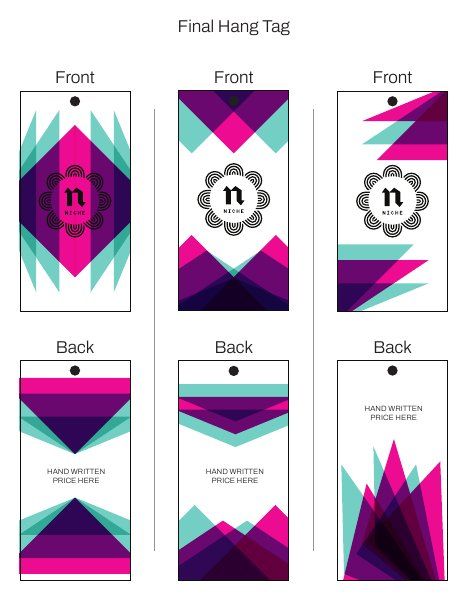 Final Hang Tag
Front
Front
Front
n
NICHE
n
NICHE
n
NICHE
Back
Back
Back
HAND WRITTEN
PRICE HERE
HAND WRITTEN
PRICE HERE
HAND WRITTEN
PRICE HERE